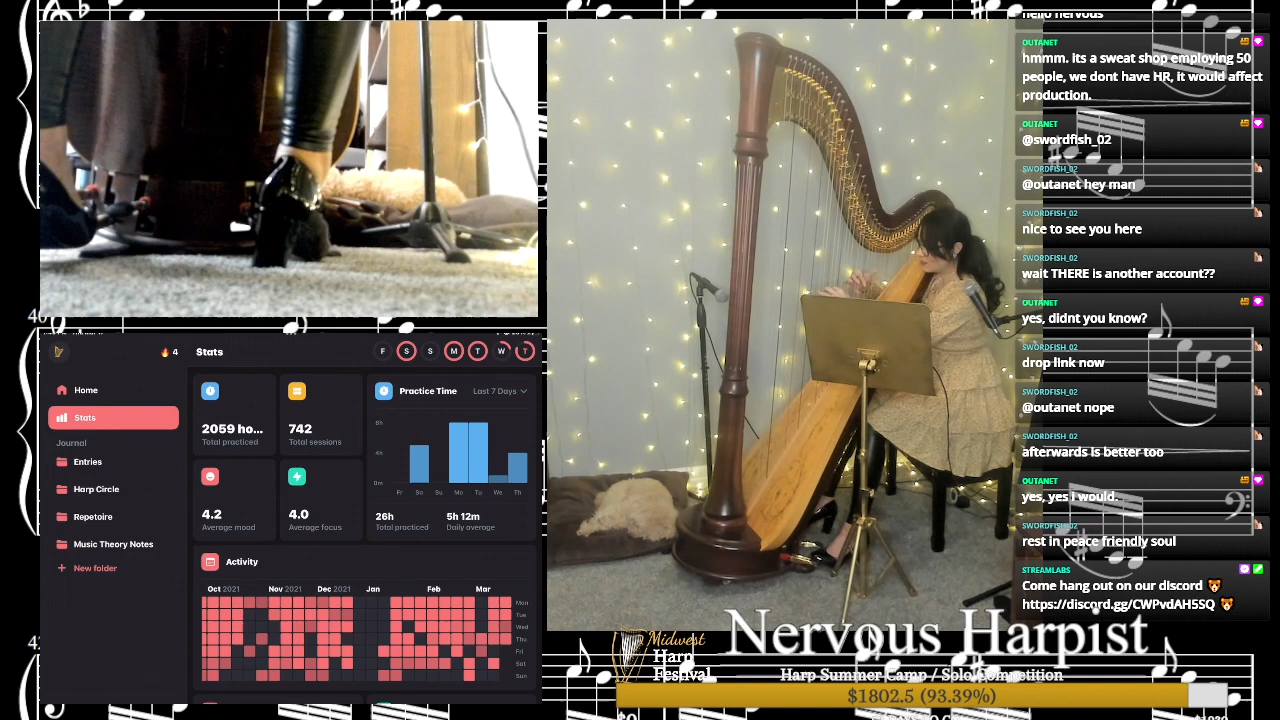 40
42
🔥 4
Stats
F S S M T W T
Home
Stats
Journal
Entries
Harp Circle
Repetoire
Music Theory Notes
+ New folder
2059 ho...
Total practiced
742
Total sessions
4.2
Average mood
4.0
Average focus
Practice Time
Last 7 Days
8h
4h
0m
Fr Sa Su Mo Tu We Th
26h
Total practiced
5h 12m
Daily average
Activity
Oct 2021 Nov 2021 Dec 2021 Jan Feb Mar
Mon
Tue
Wed
Thu
Fri
Sat
Sun
hello nervous
OUTANET
hmmm. its a sweat shop employing 50
people, we dont have HR, it would affect
production.
OUTANET
@swordfish_02
SWORDFISH_02
@outanet hey man
SWORDFISH_02
nice to see you here
SWORDFISH_02
wait THERE is another account??
OUTANET
yes, didnt you know?
SWORDFISH_02
drop link now
SWORDFISH_02
@outanet nope
SWORDFISH_02
afterwards is better too
OUTANET
yes, yes i would.
SWORDFISH_02
rest in peace friendly soul
STREAMLABS
Come hang out on our discord 🐻
https://discord.gg/CWPvdAH5SQ 🐻
Nervous Harpist
Midwest
Harp
Festival
Harp Summer Camp / Solo Competition
$1802.5 (93.39%)
$0